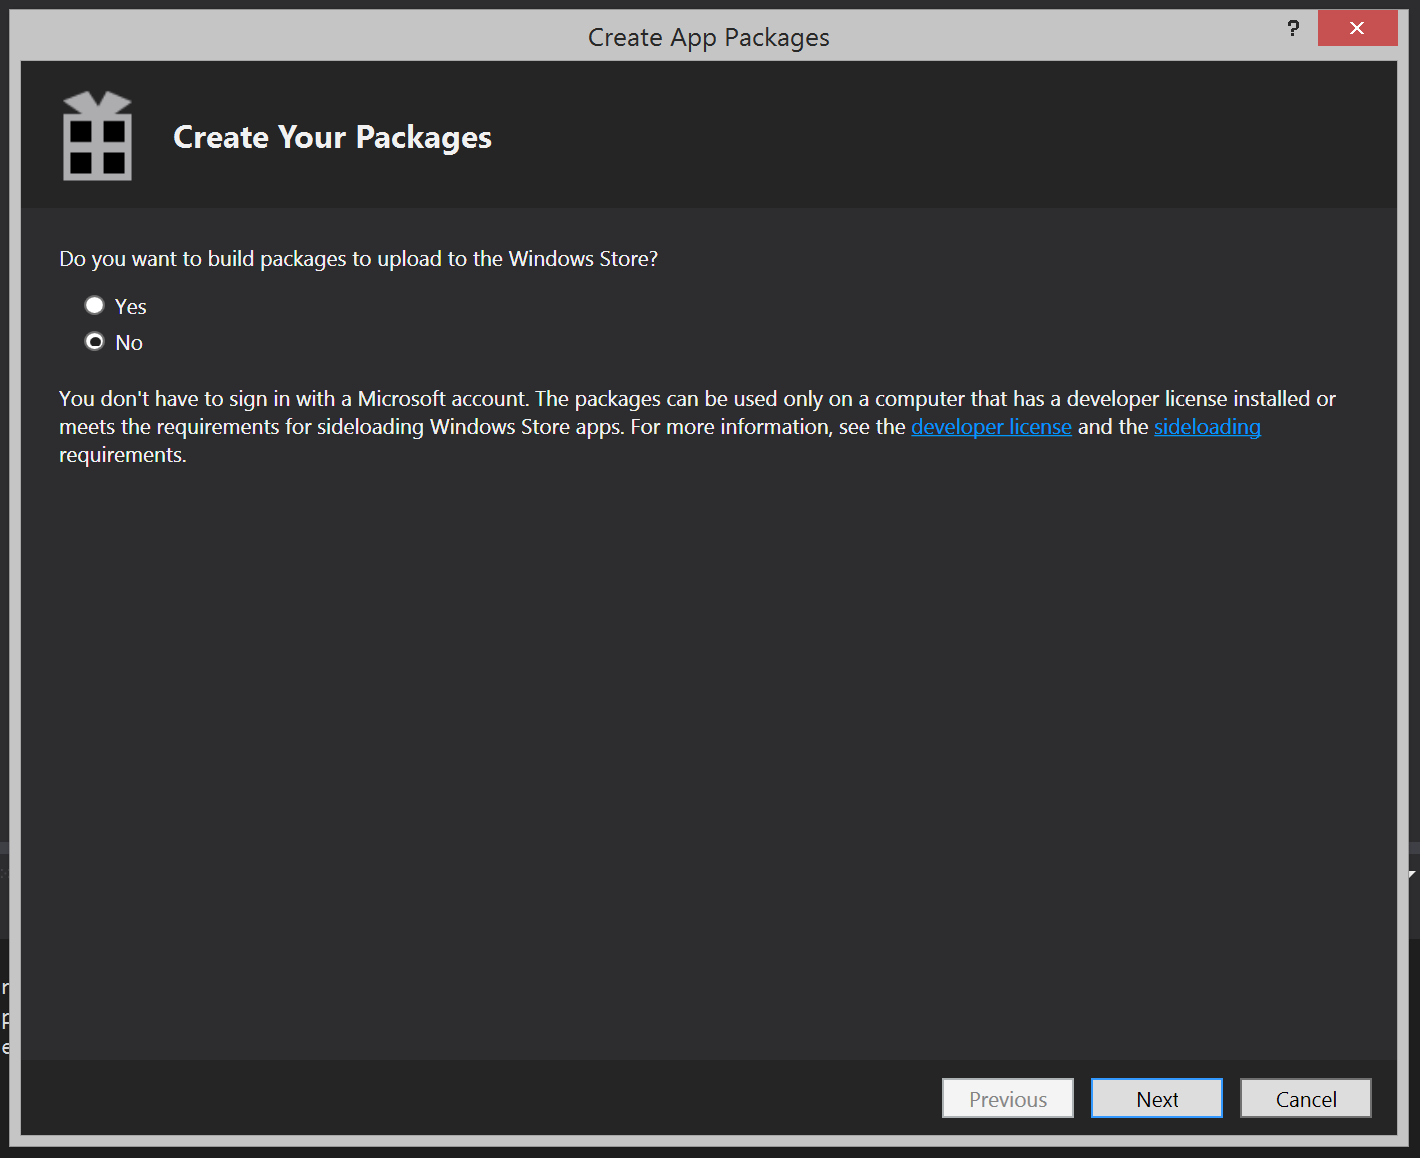 Create App Packages
?
Create Your Packages
Do you want to build packages to upload to the Windows Store?
Yes
No
You don't have to sign in with a Microsoft account. The packages can be used only on a computer that has a developer license installed or
meets the requirements for sideloading Windows Store apps. For more information, see the developer license and the sideloading
requirements.
r
p
e
Previous
Next
Cancel